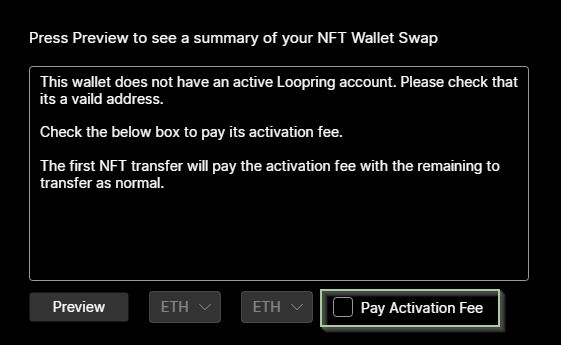 Press Preview to see a summary of your NFT Wallet Swap
This wallet does not have an active Loopring account. Please check that
its a vaild address.
Check the below box to pay its activation fee.
The first NFT transfer will pay the activation fee with the remaining to
transfer as normal.
Preview ETH ETH Pay Activation Fee